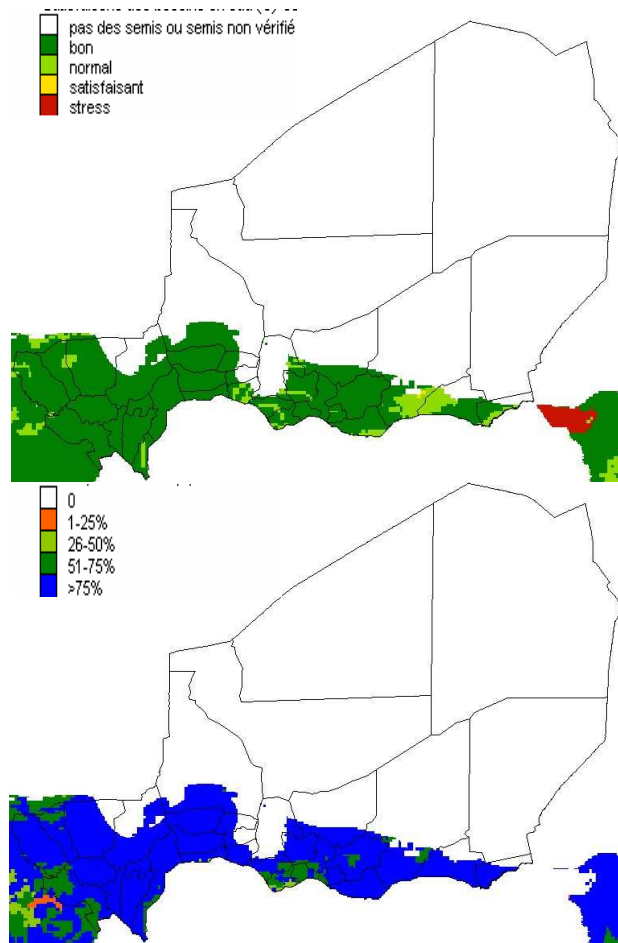 pas des semis ou semis non vérifié
bon
normal
satisfaisant
stress
0
1-25%
26-50%
51-75%
>75%